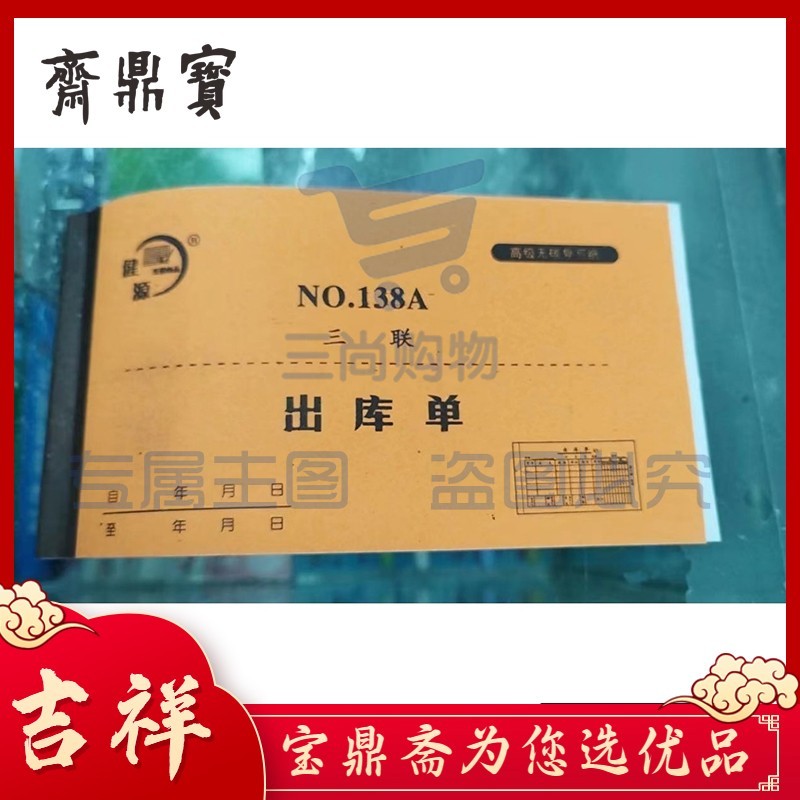 齋鼎寶
健源
®
高级无碳复写纸
NO.138A
三 联
三尚购物
出库单
专属主图 盗图必究
自 年 月 日
至 年 月 日
吉祥
宝鼎斋为您选优品